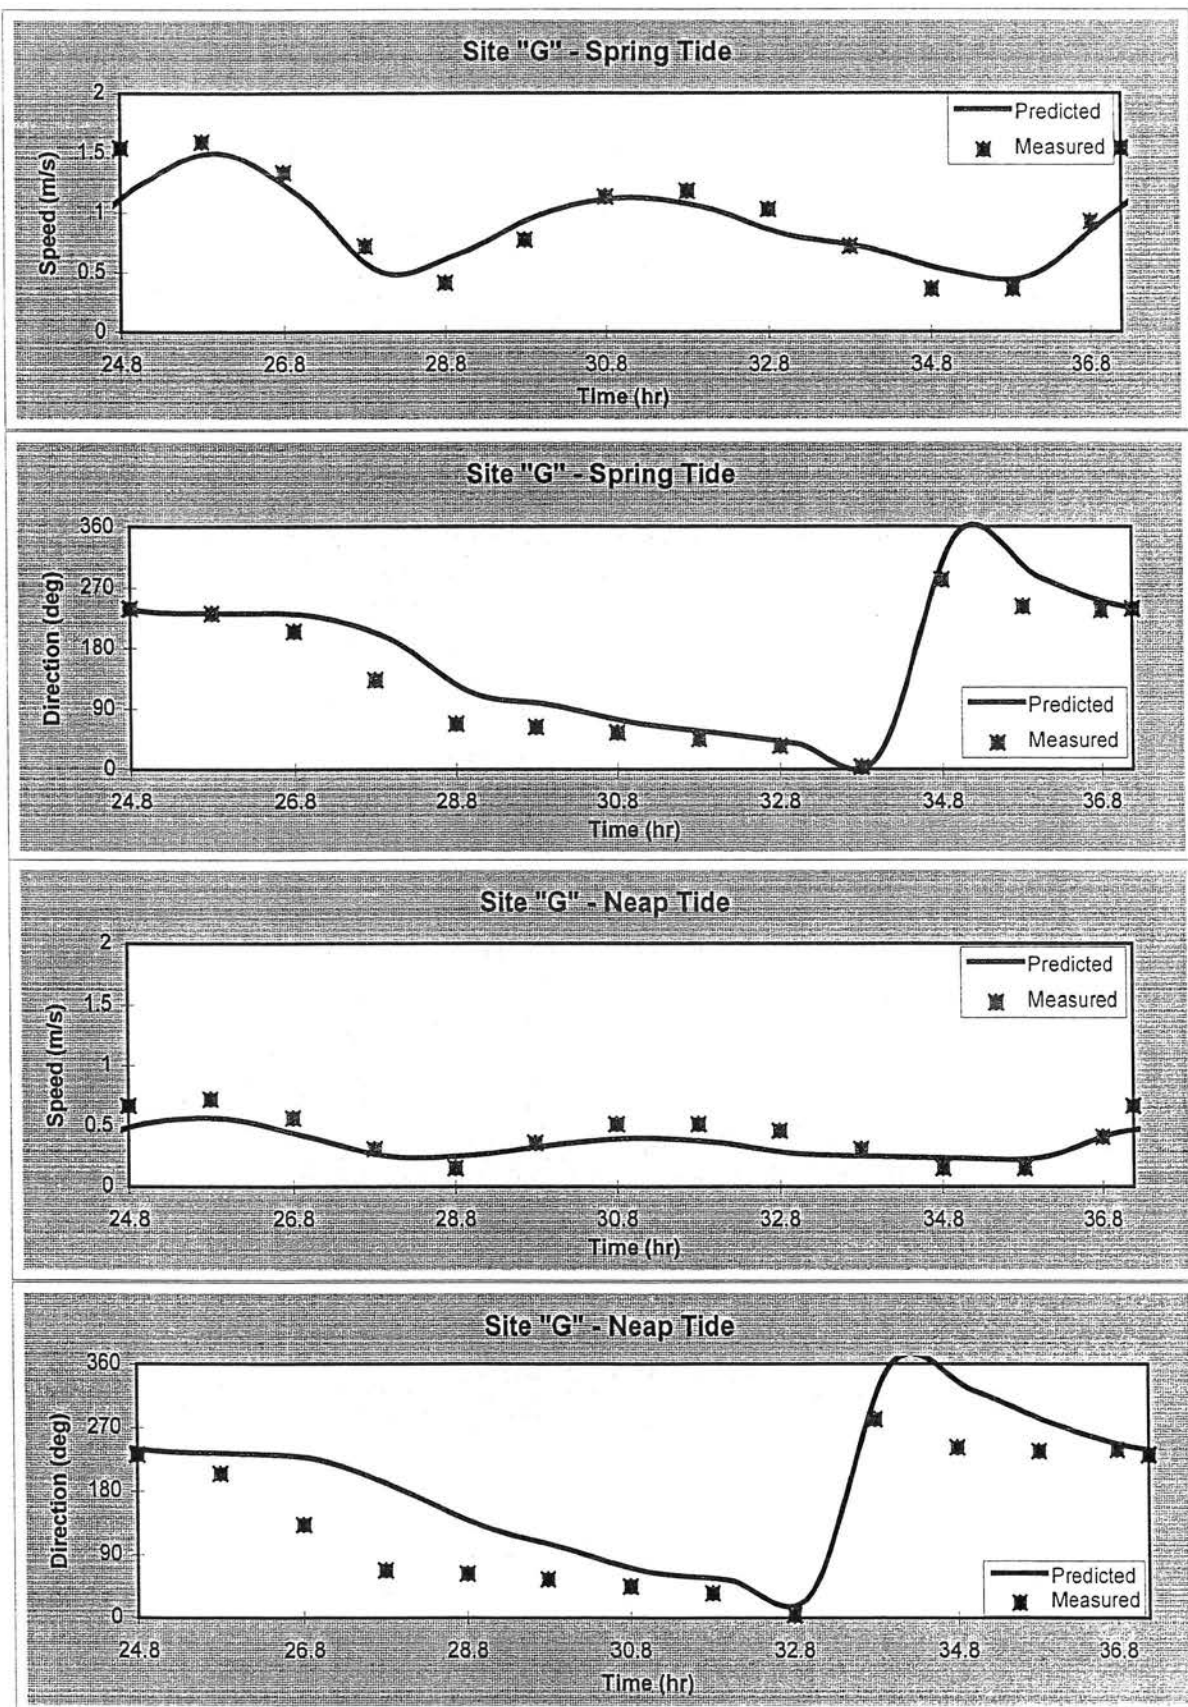 Site "G" - Spring Tide
Speed (m/s)
2
1.5
1
0.5
0
Predicted
Measured
24.8 26.8 28.8 30.8 32.8 34.8 36.8
Time (hr)
Site "G" - Spring Tide
Direction (deg)
360
270
180
90
0
Predicted
Measured
24.8 26.8 28.8 30.8 32.8 34.8 36.8
Time (hr)
Site "G" - Neap Tide
Speed (m/s)
2
1.5
1
0.5
0
Predicted
Measured
24.8 26.8 28.8 30.8 32.8 34.8 36.8
Time (hr)
Site "G" - Neap Tide
Direction (deg)
360
270
180
90
0
Predicted
Measured
24.8 26.8 28.8 30.8 32.8 34.8 36.8
Time (hr)